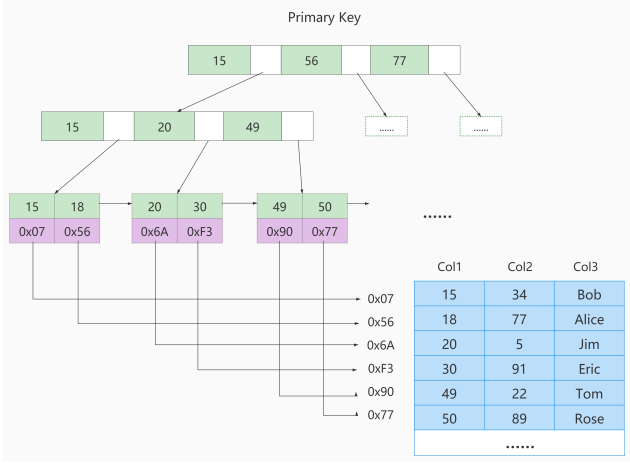 Primary Key
15 56 77
15 20 49
...... ......
15 18 20 30 49 50
0x07 0x56 0x6A 0xF3 0x90 0x77
......
Col1 Col2 Col3
0x07 15 34 Bob
0x56 18 77 Alice
0x6A 20 5 Jim
0xF3 30 91 Eric
0x90 49 22 Tom
0x77 50 89 Rose
......